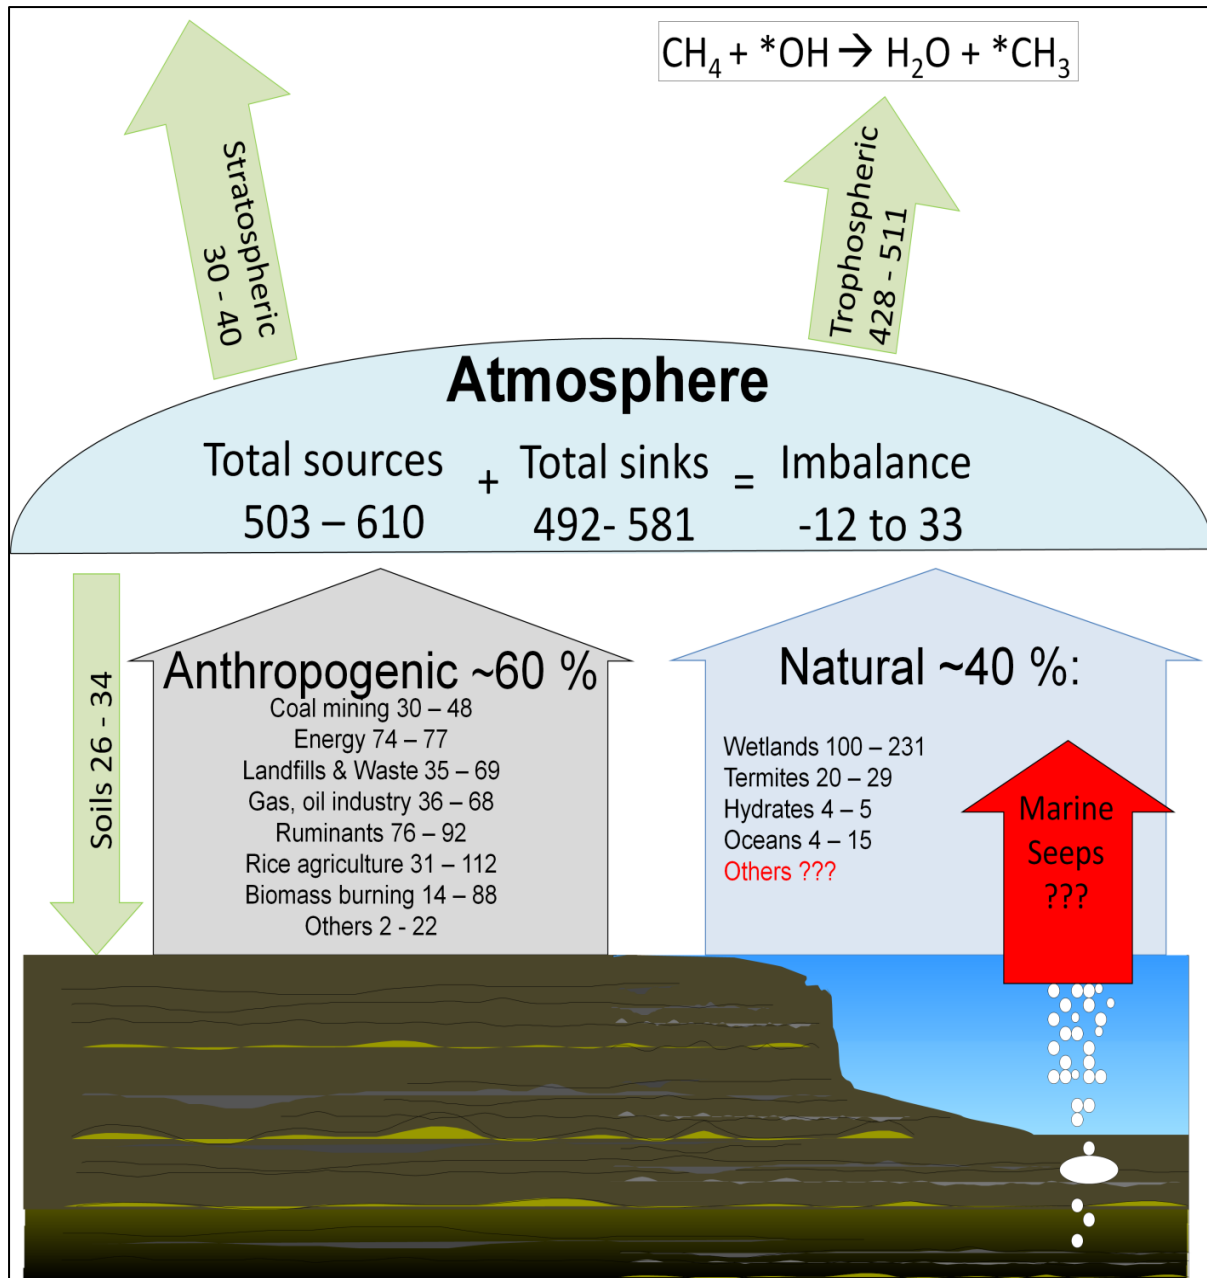 CH₄ + *OH → H₂O + *CH₃
Stratospheric
30 - 40
Trophospheric
428 - 511
Atmosphere
Total sources + Total sinks = Imbalance
503 – 610 492- 581 -12 to 33
Soils 26 - 34
Anthropogenic ~60 %
Coal mining 30 – 48
Energy 74 – 77
Landfills & Waste 35 – 69
Gas, oil industry 36 – 68
Ruminants 76 – 92
Rice agriculture 31 – 112
Biomass burning 14 – 88
Others 2 - 22
Natural ~40 %:
Wetlands 100 – 231
Termites 20 – 29
Hydrates 4 – 5
Oceans 4 – 15
Others ???
Marine
Seeps
???